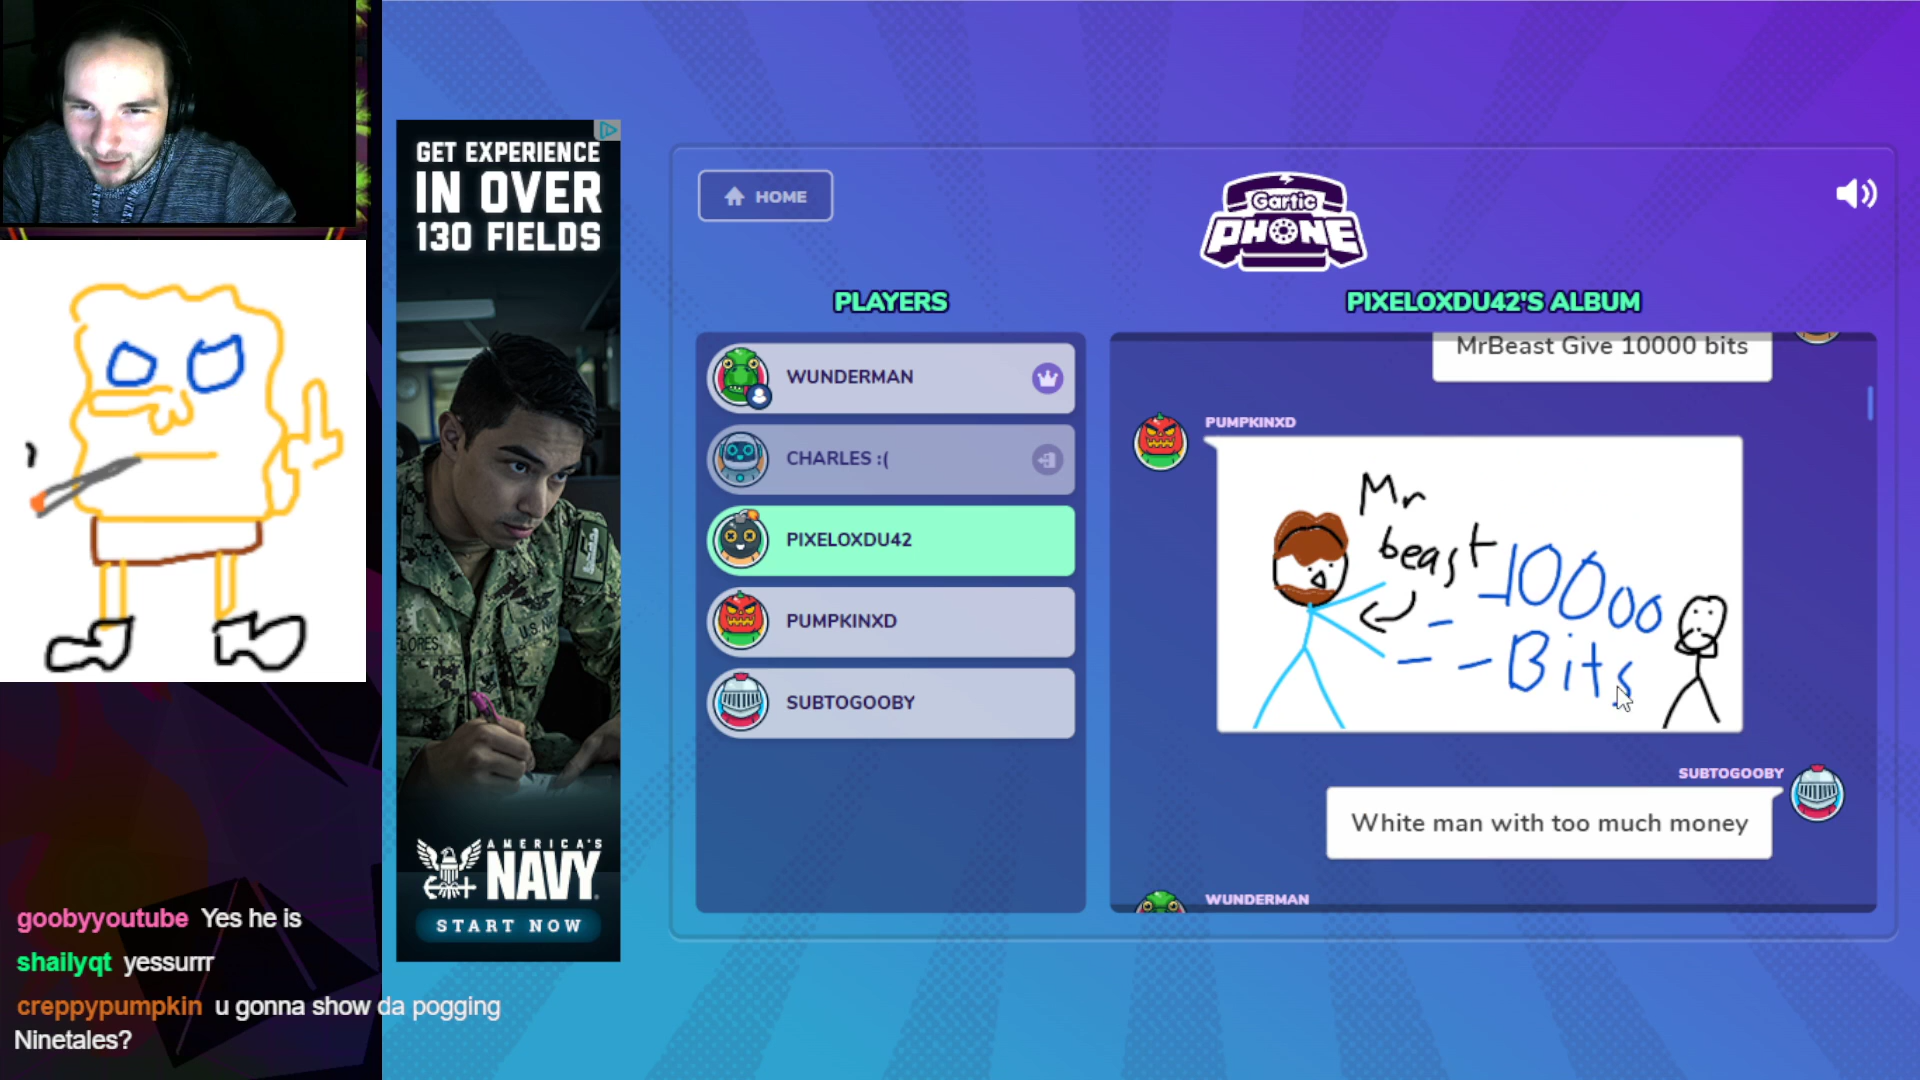 GET EXPERIENCE
IN OVER
130 FIELDS
FLORES
U.S. NAVY
AMERICA'S
NAVY
START NOW
HOME
Gartic
PHONE
PLAYERS
WUNDERMAN
CHARLES :(
PIXELOXDU42
PUMPKINXD
SUBTOGOOBY
PIXELOXDU42'S ALBUM
MrBeast Give 10000 bits
PUMPKINXD
Mr
beast
10000
Bits
SUBTOGOOBY
White man with too much money
WUNDERMAN
goobyyoutube Yes he is
shailyqt yessurrr
creppypumpkin u gonna show da pogging
Ninetales?